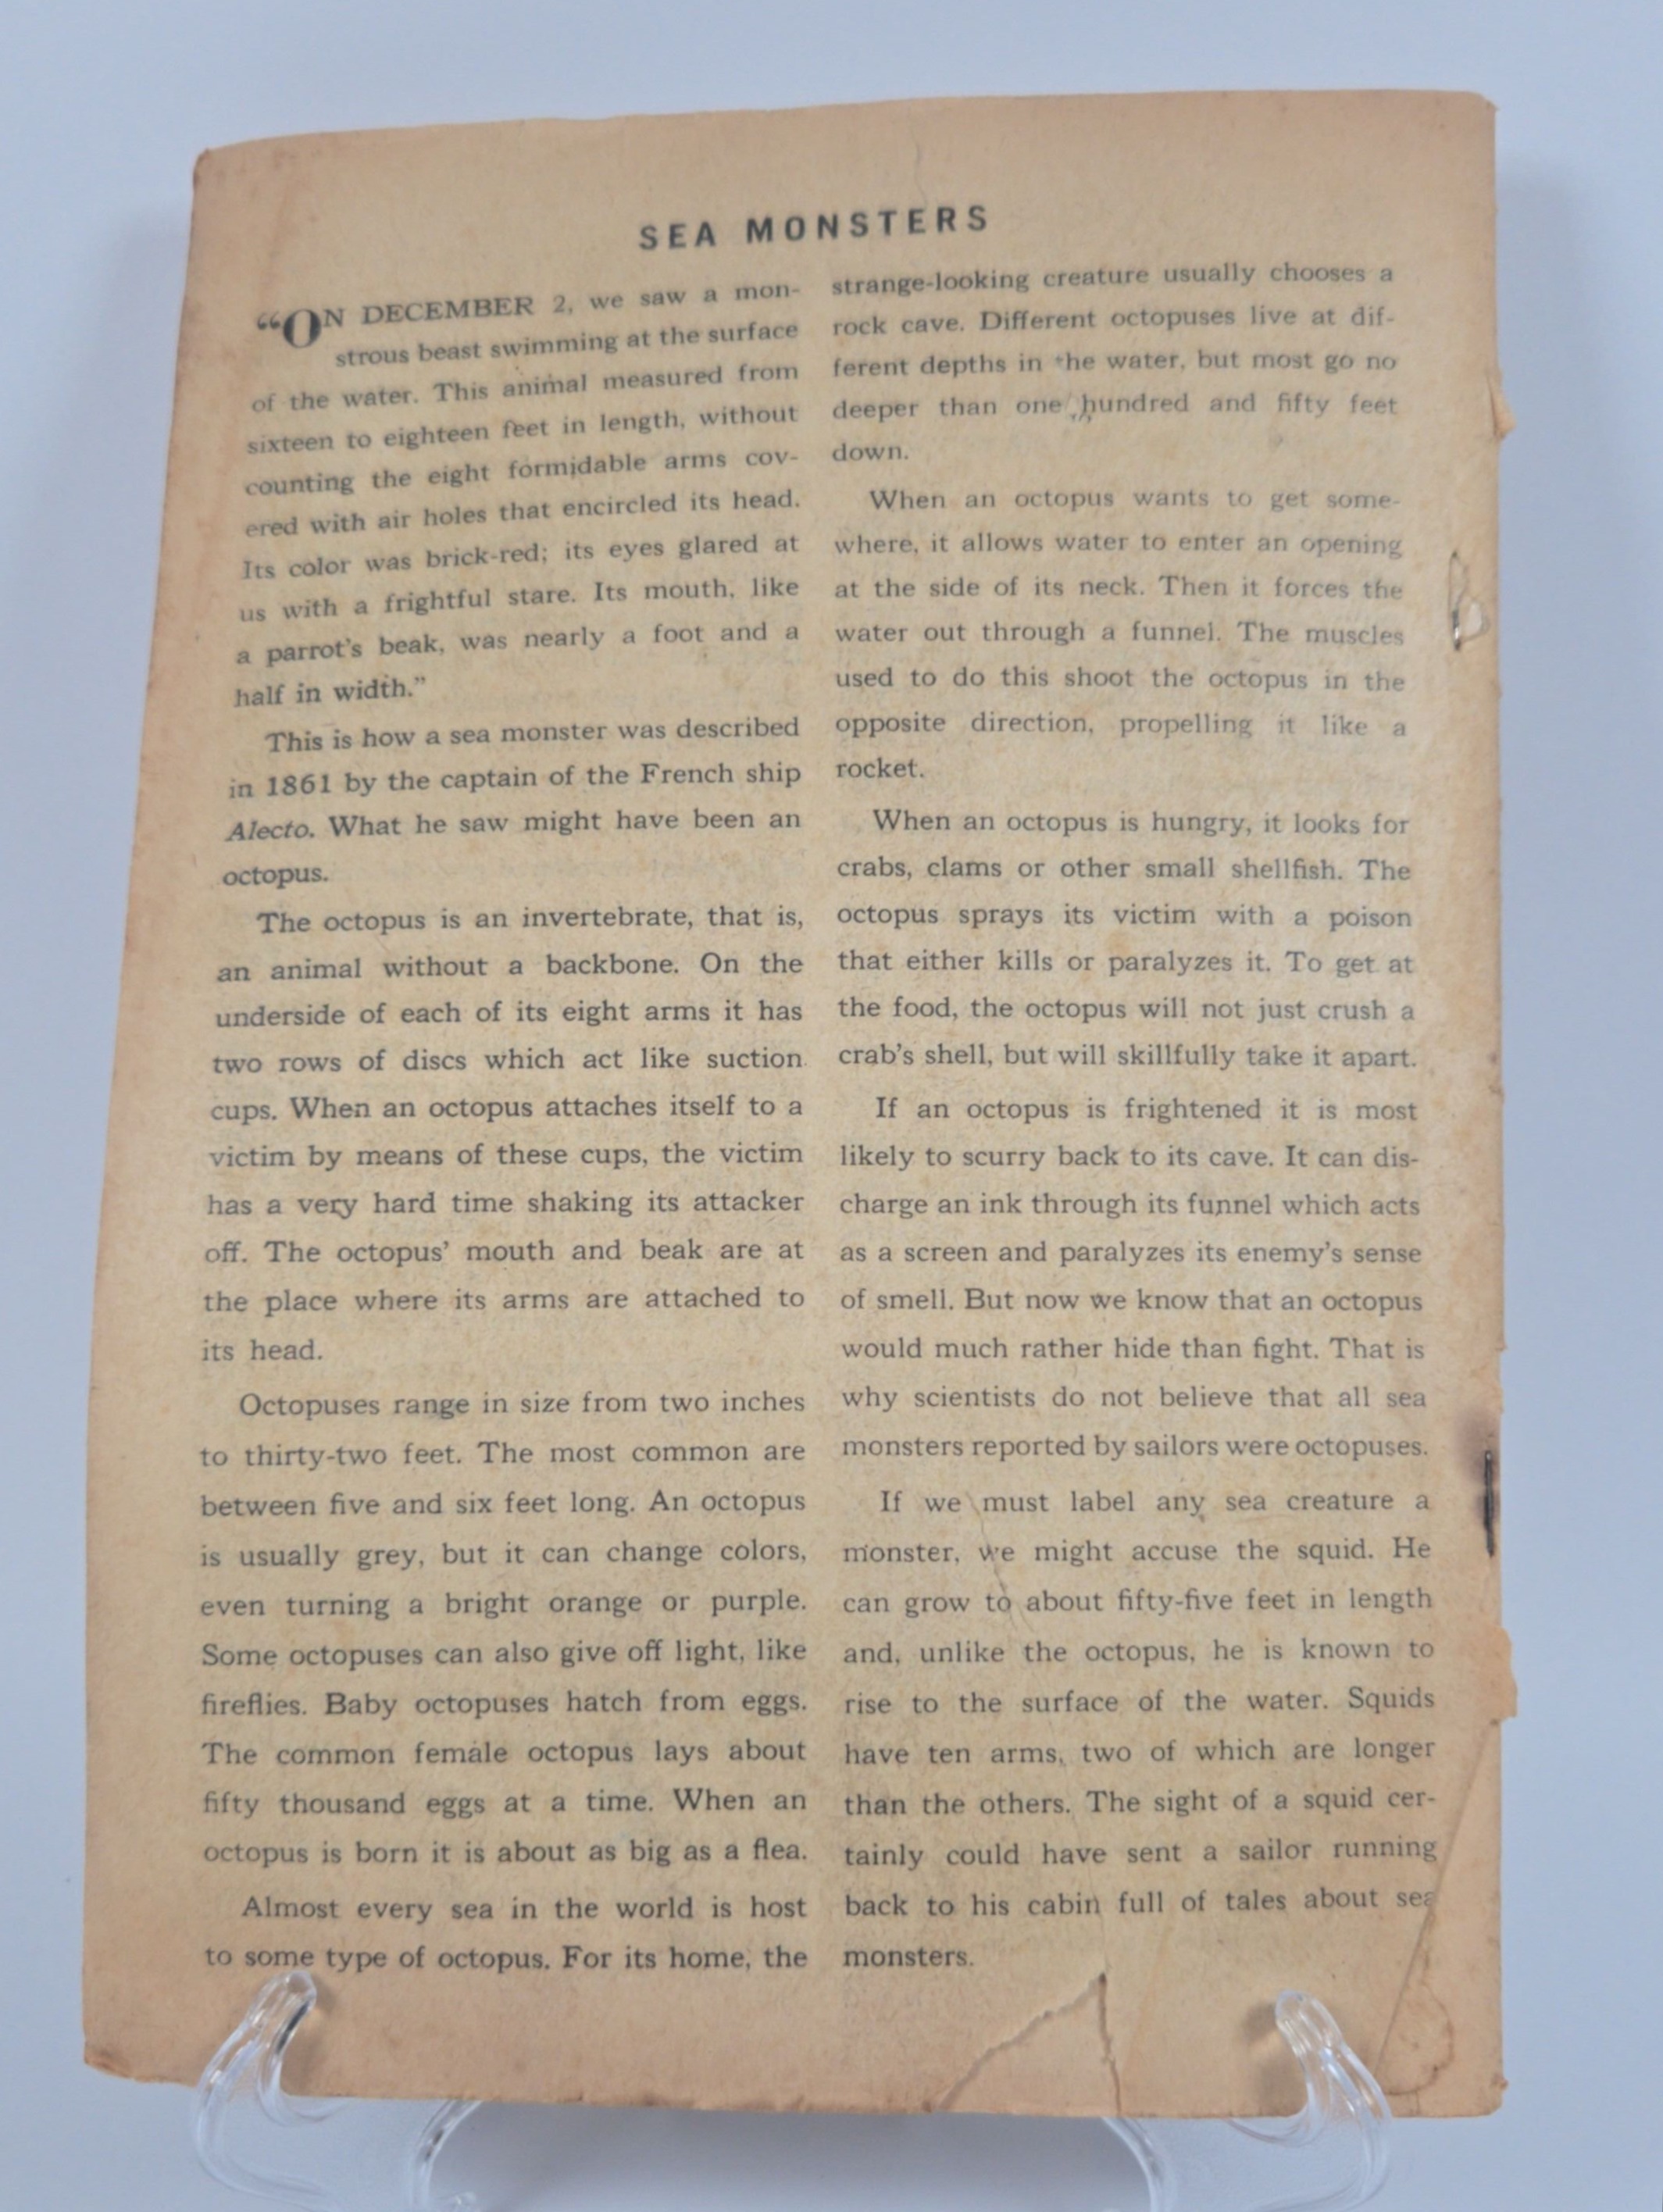 SEA MONSTERS
“ON DECEMBER 2, we saw a mon-
strous beast swimming at the surface
of the water. This animal measured from
sixteen to eighteen feet in length, without
counting the eight formidable arms cov-
ered with air holes that encircled its head.
Its color was brick-red; its eyes glared at
us with a frightful stare. Its mouth, like
a parrot’s beak, was nearly a foot and a
half in width.”
This is how a sea monster was described
in 1861 by the captain of the French ship
Alecto. What he saw might have been an
octopus.
The octopus is an invertebrate, that is,
an animal without a backbone. On the
underside of each of its eight arms it has
two rows of discs which act like suction
cups. When an octopus attaches itself to a
victim by means of these cups, the victim
has a very hard time shaking its attacker
off. The octopus’ mouth and beak are at
the place where its arms are attached to
its head.
Octopuses range in size from two inches
to thirty-two feet. The most common are
between five and six feet long. An octopus
is usually grey, but it can change colors,
even turning a bright orange or purple.
Some octopuses can also give off light, like
fireflies. Baby octopuses hatch from eggs.
The common female octopus lays about
fifty thousand eggs at a time. When an
octopus is born it is about as big as a flea.
Almost every sea in the world is host
to some type of octopus. For its home, the
strange-looking creature usually chooses a
rock cave. Different octopuses live at dif-
ferent depths in the water, but most go no
deeper than one hundred and fifty feet
down.
When an octopus wants to get some-
where, it allows water to enter an opening
at the side of its neck. Then it forces the
water out through a funnel. The muscles
used to do this shoot the octopus in the
opposite direction, propelling it like a
rocket.
When an octopus is hungry, it looks for
crabs, clams or other small shellfish. The
octopus sprays its victim with a poison
that either kills or paralyzes it. To get at
the food, the octopus will not just crush a
crab’s shell, but will skillfully take it apart.
If an octopus is frightened it is most
likely to scurry back to its cave. It can dis-
charge an ink through its funnel which acts
as a screen and paralyzes its enemy’s sense
of smell. But now we know that an octopus
would much rather hide than fight. That is
why scientists do not believe that all sea
monsters reported by sailors were octopuses.
If we must label any sea creature a
monster, we might accuse the squid. He
can grow to about fifty-five feet in length
and, unlike the octopus, he is known to
rise to the surface of the water. Squids
have ten arms, two of which are longer
than the others. The sight of a squid cer-
tainly could have sent a sailor running
back to his cabin full of tales about sea
monsters.